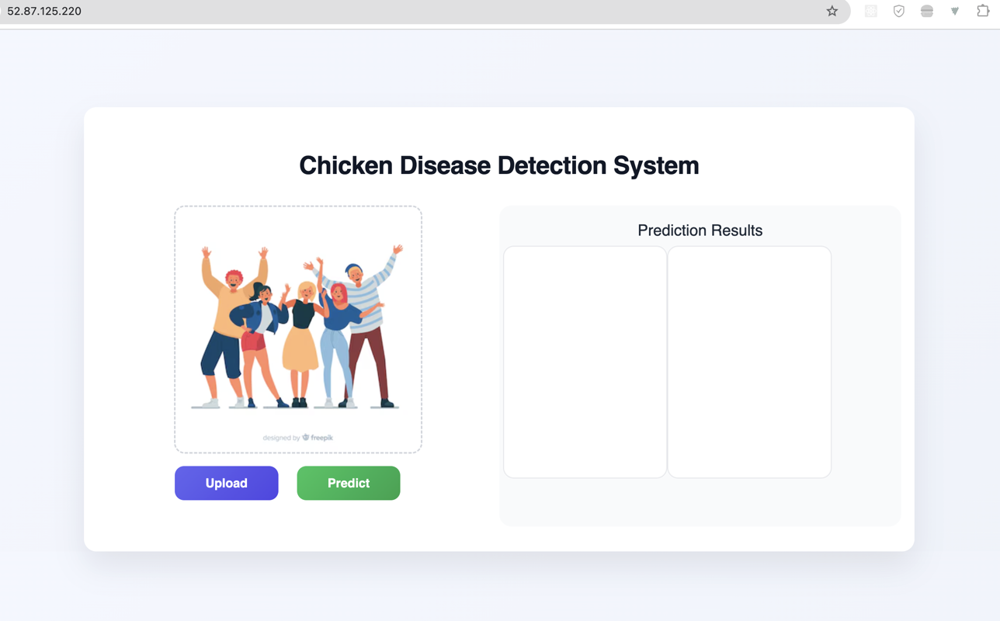 52.87.125.220
Chicken Disease Detection System
designed by freepik
Upload
Predict
Prediction Results